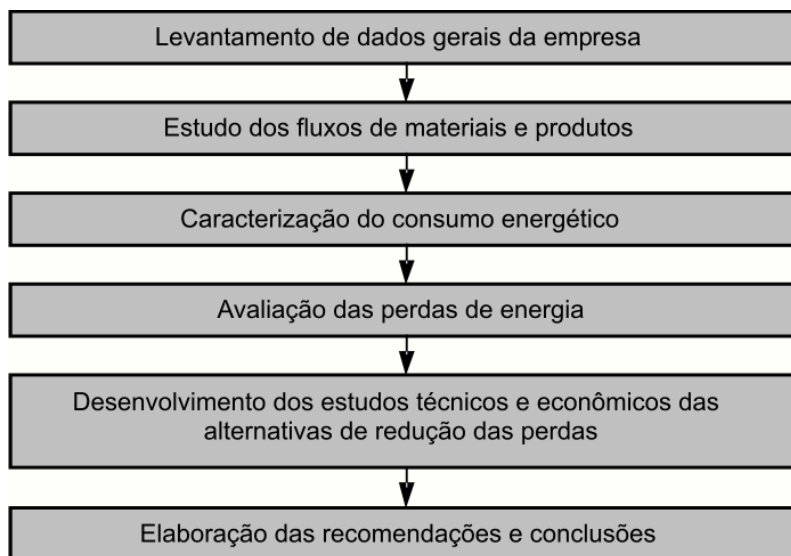 Levantamento de dados gerais da empresa
Estudo dos fluxos de materiais e produtos
Caracterização do consumo energético
Avaliação das perdas de energia
Desenvolvimento dos estudos técnicos e econômicos das
alternativas de redução das perdas
Elaboração das recomendações e conclusões